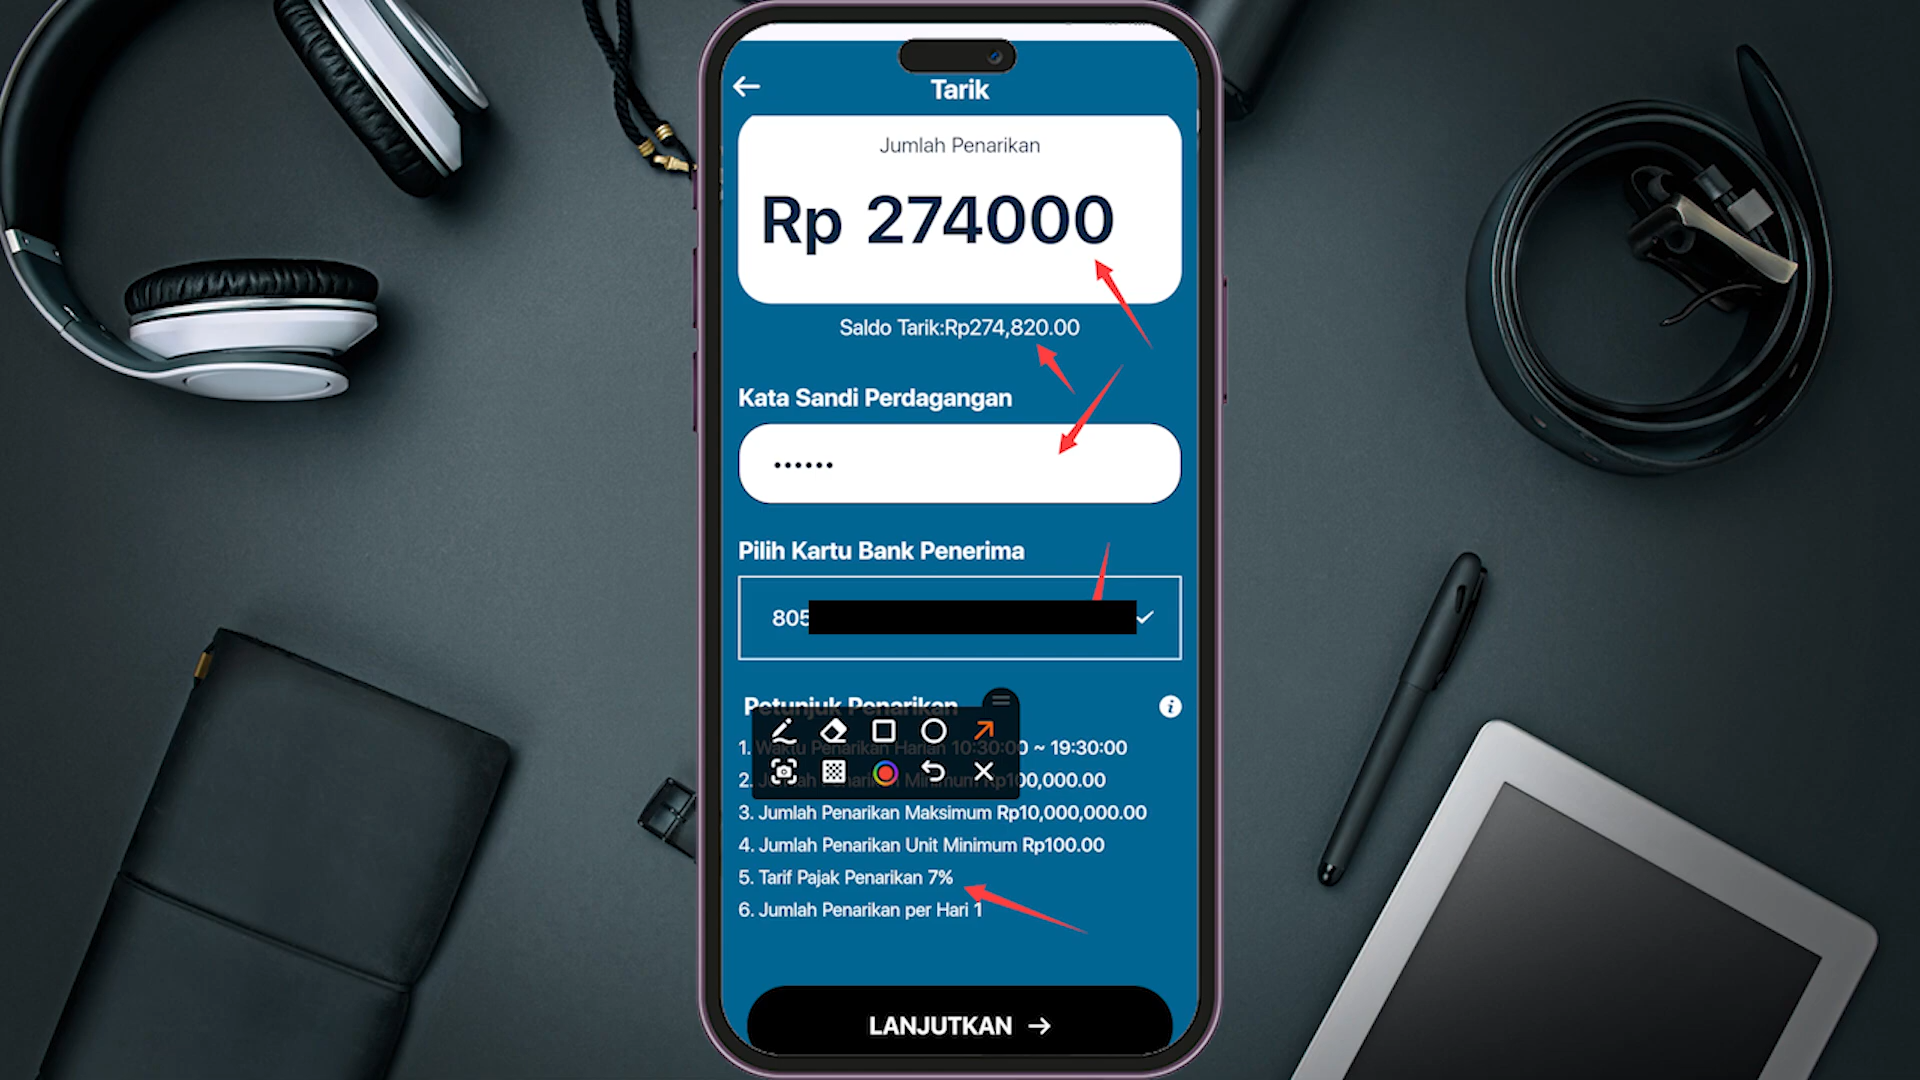 Tarik
Jumlah Penarikan
Rp 274000
Saldo Tarik:Rp274,820.00
Kata Sandi Perdagangan
Pilih Kartu Bank Penerima
805
Petunjuk Penarikan
1. Waktu Penarikan Harian 10:30:00 ~ 19:30:00
2. Jumlah Penarikan Minimum Rp100,000.00
3. Jumlah Penarikan Maksimum Rp10,000,000.00
4. Jumlah Penarikan Unit Minimum Rp100.00
5. Tarif Pajak Penarikan 7%
6. Jumlah Penarikan per Hari 1
LANJUTKAN →